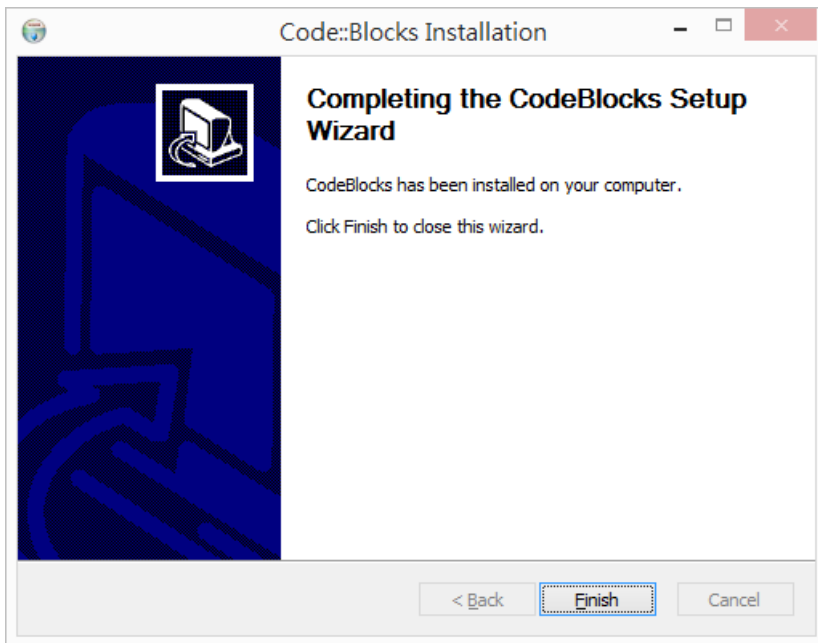 Code::Blocks Installation
Completing the CodeBlocks Setup
Wizard
CodeBlocks has been installed on your computer.
Click Finish to close this wizard.
< Back
Finish
Cancel